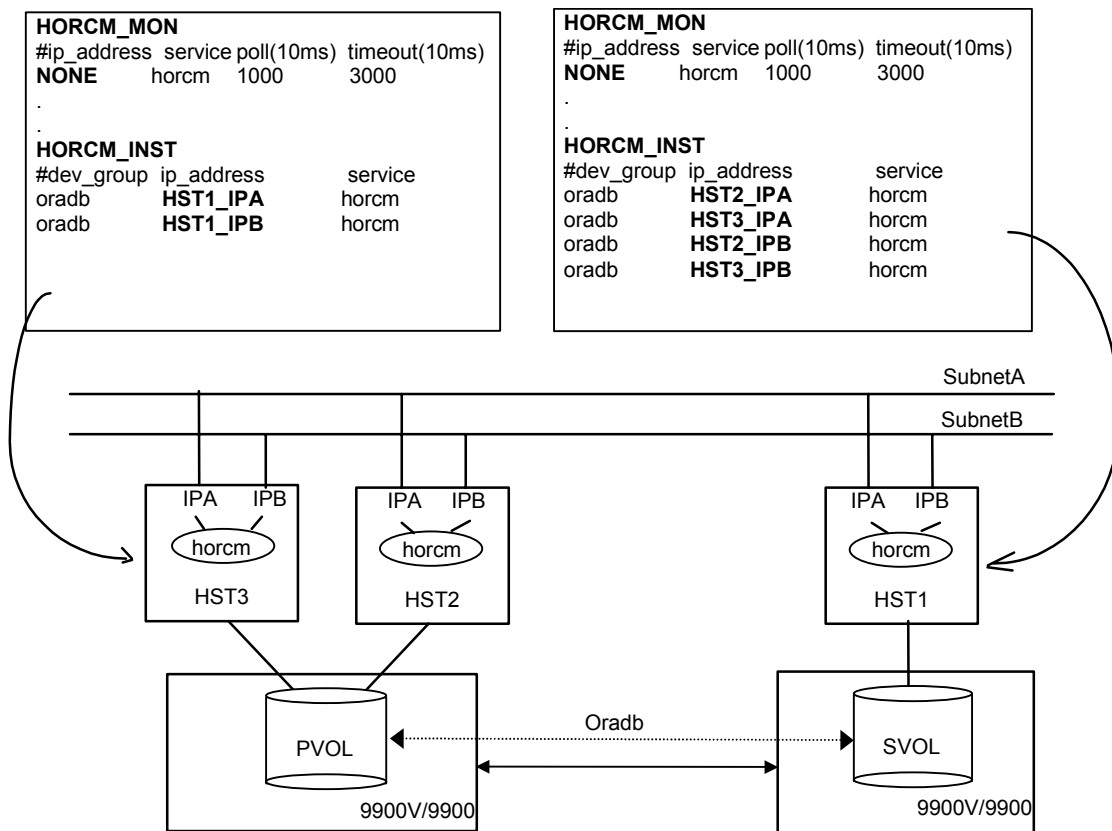 HORCM_MON
#ip_address service poll(10ms) timeout(10ms)
NONE horcm 1000 3000
.
.
HORCM_INST
#dev_group ip_address service
oradb HST1_IPA horcm
oradb HST1_IPB horcm
HORCM_MON
#ip_address service poll(10ms) timeout(10ms)
NONE horcm 1000 3000
.
.
HORCM_INST
#dev_group ip_address service
oradb HST2_IPA horcm
oradb HST3_IPA horcm
oradb HST2_IPB horcm
oradb HST3_IPB horcm
SubnetA
SubnetB
IPA IPB
horcm
HST3
IPA IPB
horcm
HST2
IPA IPB
horcm
HST1
Oradb
PVOL
SVOL
9900V/9900
9900V/9900